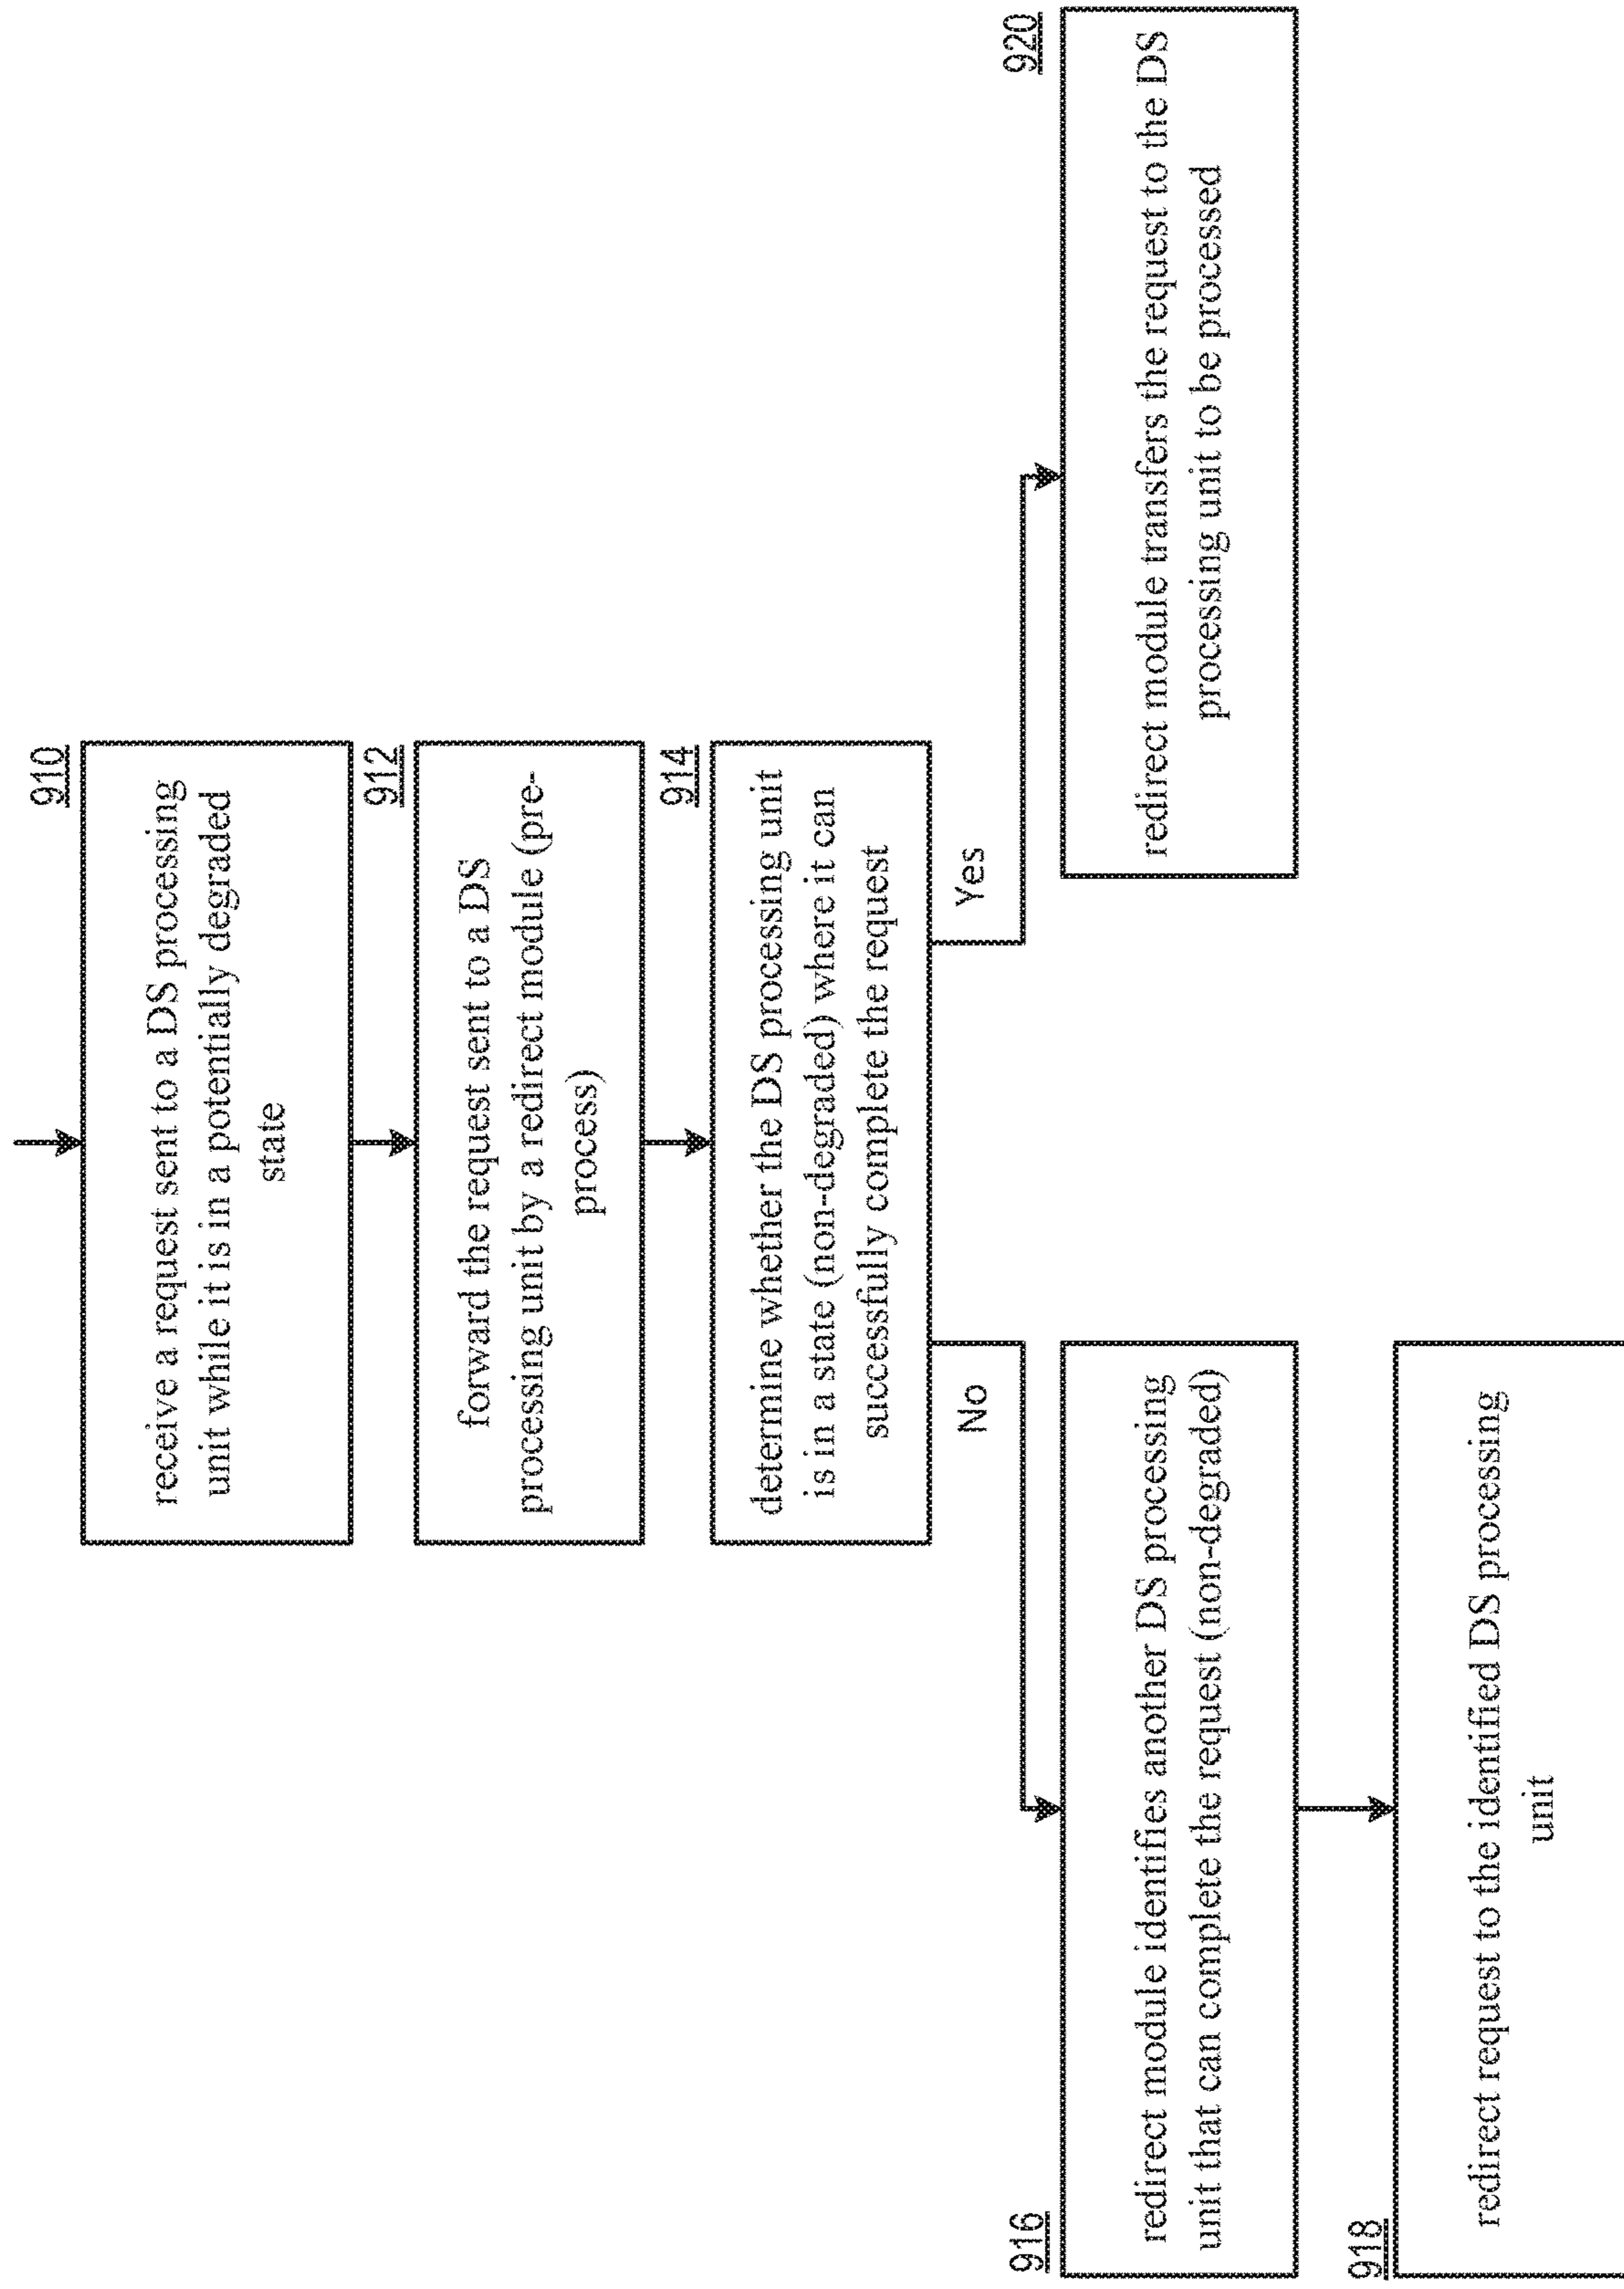 910
receive a request sent to a DS processing
unit while it is in a potentially degraded
state
912
forward the request sent to a DS
processing unit by a redirect module (pre-
process)
914
determine whether the DS processing unit
is in a state (non-degraded) where it can
successfully complete the request
No
Yes
916
redirect module identifies another DS processing
unit that can complete the request (non-degraded)
918
redirect request to the identified DS processing
unit
920
redirect module transfers the request to the DS
processing unit to be processed